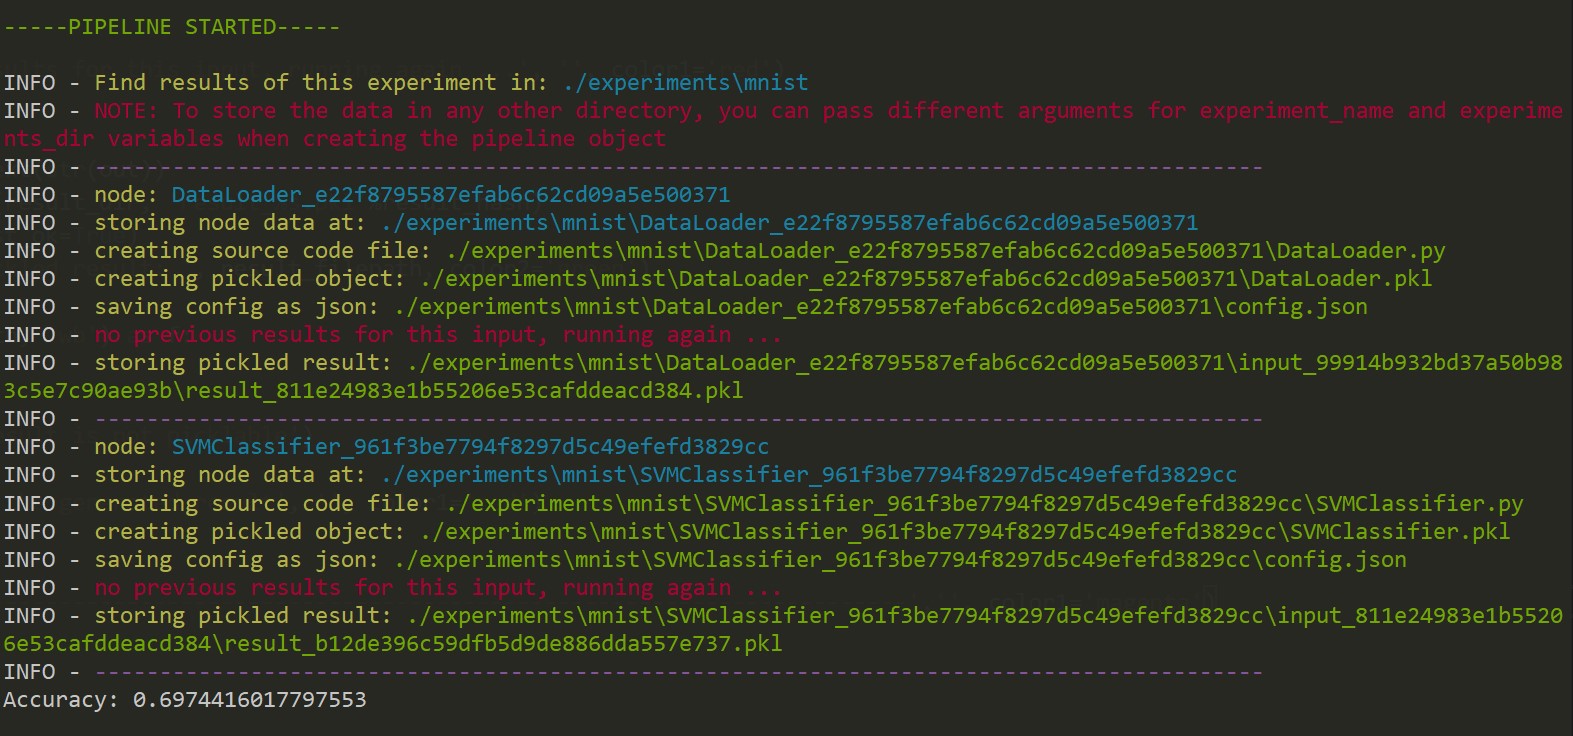 -----PIPELINE STARTED-----
INFO - Find results of this experiment in: ./experiments\mnist
INFO - NOTE: To store the data in any other directory, you can pass different arguments for experiment_name and experime
nts_dir variables when creating the pipeline object
INFO - ------------------------------------------------------------------------------------------
INFO - node: DataLoader_e22f8795587efab6c62cd09a5e500371
INFO - storing node data at: ./experiments\mnist\DataLoader_e22f8795587efab6c62cd09a5e500371
INFO - creating source code file: ./experiments\mnist\DataLoader_e22f8795587efab6c62cd09a5e500371\DataLoader.py
INFO - creating pickled object: ./experiments\mnist\DataLoader_e22f8795587efab6c62cd09a5e500371\DataLoader.pkl
INFO - saving config as json: ./experiments\mnist\DataLoader_e22f8795587efab6c62cd09a5e500371\config.json
INFO - no previous results for this input, running again ...
INFO - storing pickled result: ./experiments\mnist\DataLoader_e22f8795587efab6c62cd09a5e500371\input_99914b932bd37a50b98
3c5e7c90ae93b\result_811e24983e1b55206e53cafddeacd384.pkl
INFO - ------------------------------------------------------------------------------------------
INFO - node: SVMClassifier_961f3be7794f8297d5c49efefd3829cc
INFO - storing node data at: ./experiments\mnist\SVMClassifier_961f3be7794f8297d5c49efefd3829cc
INFO - creating source code file: ./experiments\mnist\SVMClassifier_961f3be7794f8297d5c49efefd3829cc\SVMClassifier.py
INFO - creating pickled object: ./experiments\mnist\SVMClassifier_961f3be7794f8297d5c49efefd3829cc\SVMClassifier.pkl
INFO - saving config as json: ./experiments\mnist\SVMClassifier_961f3be7794f8297d5c49efefd3829cc\config.json
INFO - no previous results for this input, running again ...
INFO - storing pickled result: ./experiments\mnist\SVMClassifier_961f3be7794f8297d5c49efefd3829cc\input_811e24983e1b5520
6e53cafddeacd384\result_b12de396c59dfb5d9de886dda557e737.pkl
INFO - ------------------------------------------------------------------------------------------
Accuracy: 0.6974416017797553